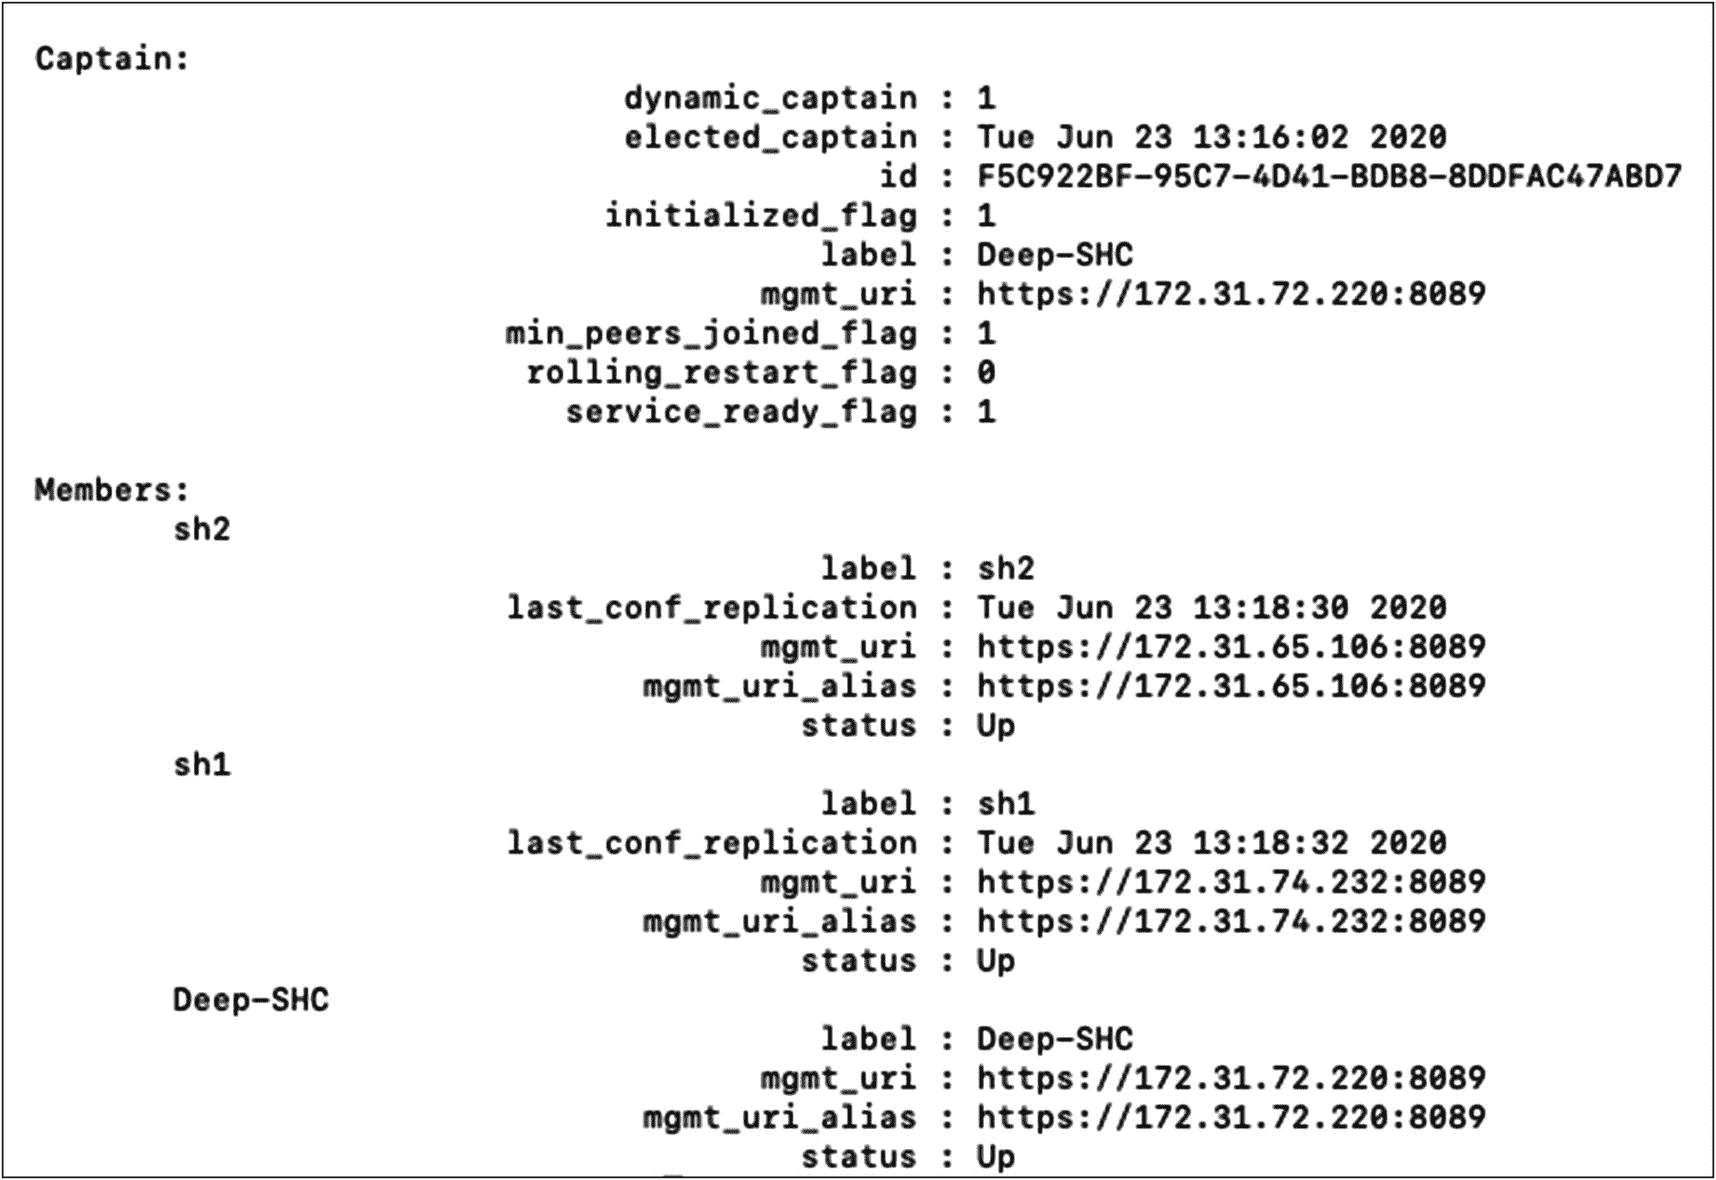 Captain:
dynamic_captain : 1
elected_captain : Tue Jun 23 13:16:02 2020
id : F5C922BF-95C7-4D41-BDB8-8DDFAC47ABD7
initialized_flag : 1
label : Deep-SHC
mgmt_uri : https://172.31.72.220:8089
min_peers_joined_flag : 1
rolling_restart_flag : 0
service_ready_flag : 1
Members:
sh2
label : sh2
last_conf_replication : Tue Jun 23 13:18:30 2020
mgmt_uri : https://172.31.65.106:8089
mgmt_uri_alias : https://172.31.65.106:8089
status : Up
sh1
label : sh1
last_conf_replication : Tue Jun 23 13:18:32 2020
mgmt_uri : https://172.31.74.232:8089
mgmt_uri_alias : https://172.31.74.232:8089
status : Up
Deep-SHC
label : Deep-SHC
mgmt_uri : https://172.31.72.220:8089
mgmt_uri_alias : https://172.31.72.220:8089
status : Up